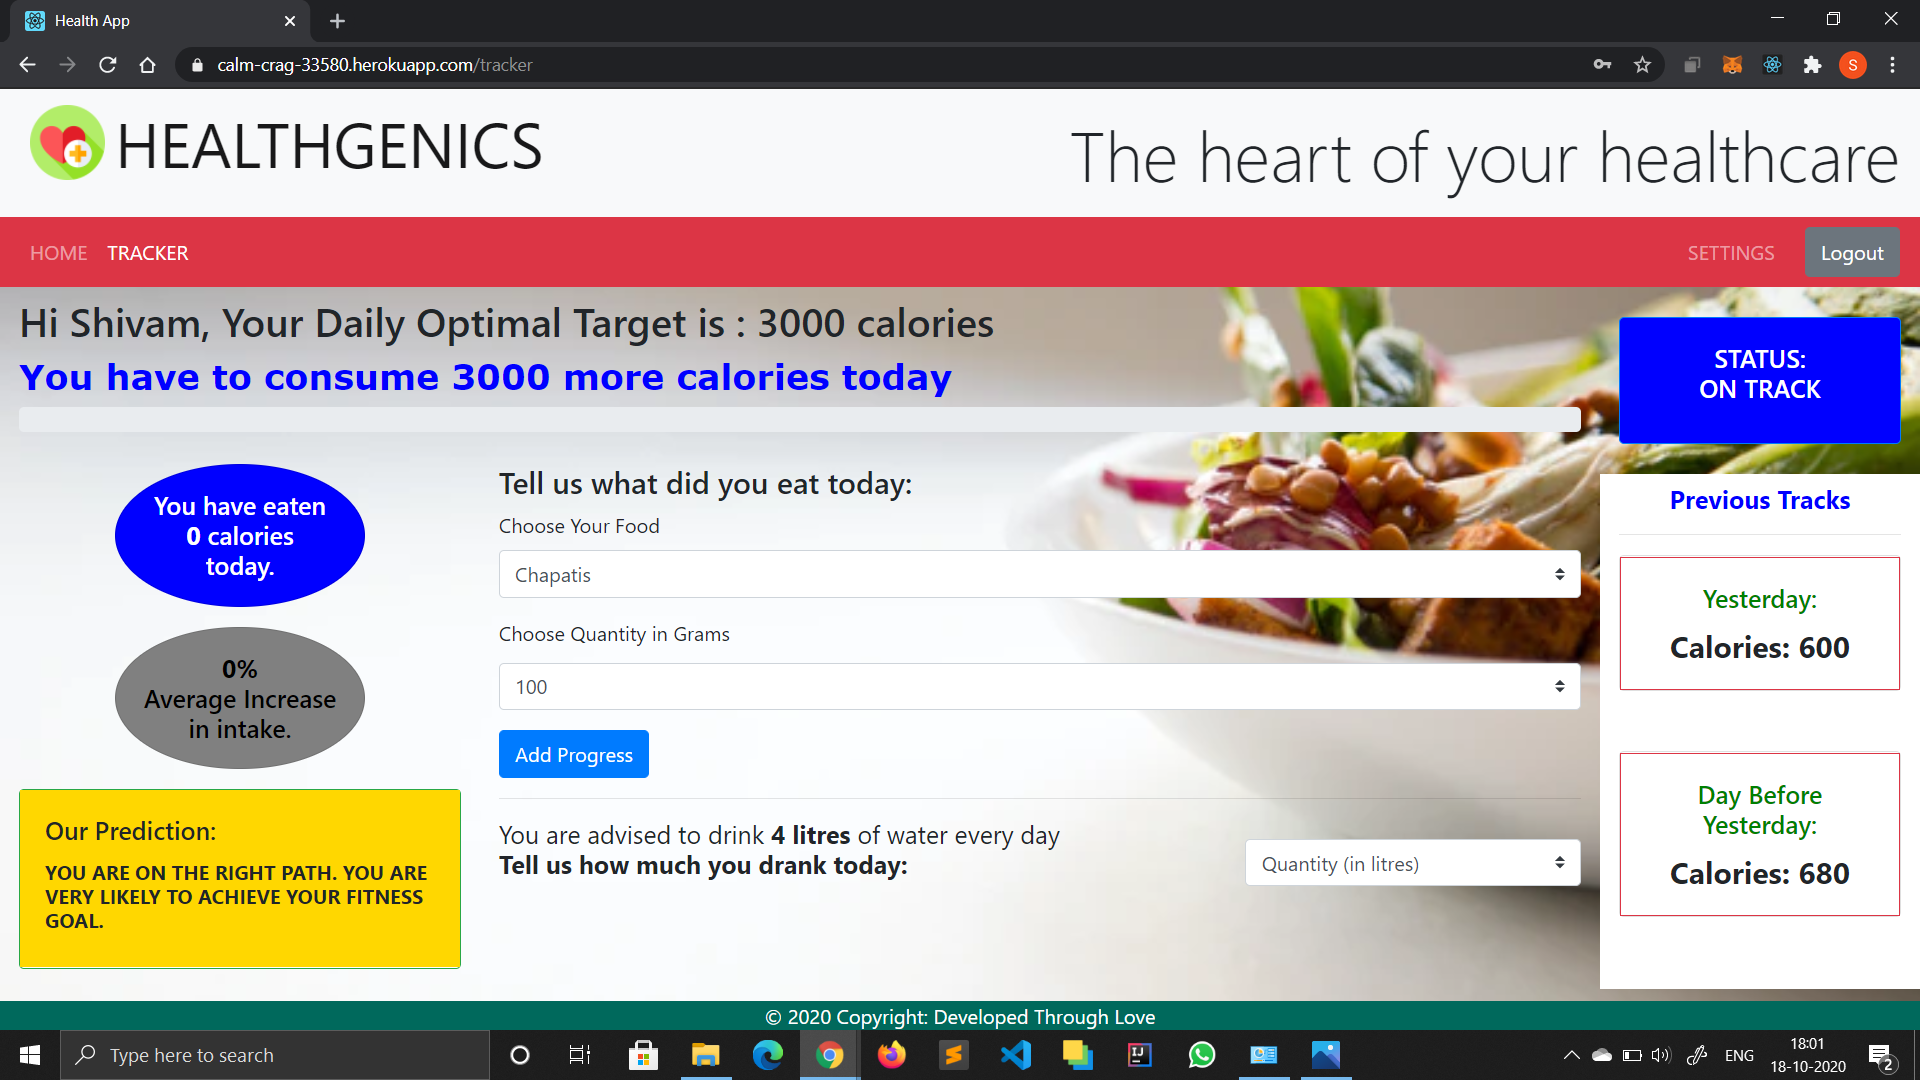 Health App
calm-crag-33580.herokuapp.com/tracker
S
HEALTHGENICS
The heart of your healthcare
HOME TRACKER SETTINGS Logout
Hi Shivam, Your Daily Optimal Target is : 3000 calories
You have to consume 3000 more calories today
STATUS:
ON TRACK
You have eaten
0 calories
today.
0%
Average Increase
in intake.
Our Prediction:
YOU ARE ON THE RIGHT PATH. YOU ARE
VERY LIKELY TO ACHIEVE YOUR FITNESS
GOAL.
Tell us what did you eat today:
Choose Your Food
Chapatis
Choose Quantity in Grams
100
Add Progress
You are advised to drink 4 litres of water every day
Tell us how much you drank today:
Quantity (in litres)
Previous Tracks
Yesterday:
Calories: 600
Day Before
Yesterday:
Calories: 680
© 2020 Copyright: Developed Through Love
Type here to search
IJ
ENG
18:01
18-10-2020
2